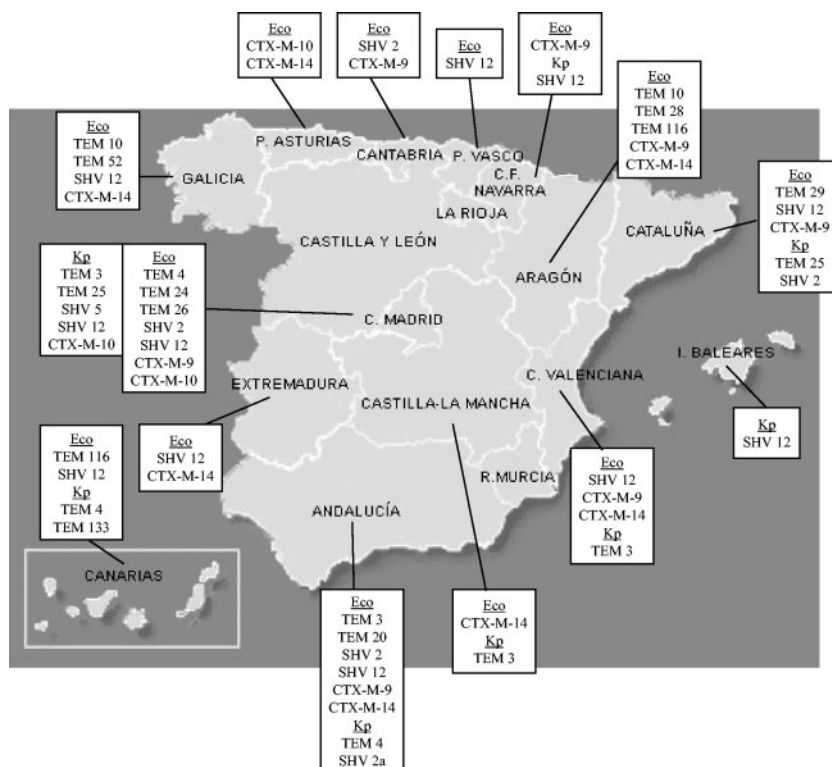 Eco
CTX-M-10
CTX-M-14
Eco
SHV 2
CTX-M-9
Eco
SHV 12
Eco
CTX-M-9
Kp
SHV 12
Eco
TEM 10
TEM 28
TEM 116
CTX-M-9
CTX-M-14
Eco
TEM 10
TEM 52
SHV 12
CTX-M-14
P. ASTURIAS
CANTABRIA
P. VASCO
C.F.
NAVARRA
GALICIA
LA RIOJA
CASTILLA Y LEÓN
ARAGÓN
CATALUÑA
Eco
TEM 29
SHV 12
CTX-M-9
Kp
TEM 25
SHV 2
Kp
TEM 3
TEM 25
SHV 5
SHV 12
CTX-M-10
Eco
TEM 4
TEM 24
TEM 26
SHV 2
SHV 12
CTX-M-9
CTX-M-10
C. MADRID
EXTREMADURA
CASTILLA-LA MANCHA
C. VALENCIANA
I. BALEARES
Kp
SHV 12
Eco
SHV 12
CTX-M-14
Eco
TEM 116
SHV 12
Kp
TEM 4
TEM 133
R.MURCIA
ANDALUCÍA
Eco
SHV 12
CTX-M-9
CTX-M-14
Kp
TEM 3
CANARIAS
Eco
TEM 3
TEM 20
SHV 2
SHV 12
CTX-M-9
CTX-M-14
Kp
TEM 4
SHV 2a
Eco
CTX-M-14
Kp
TEM 3